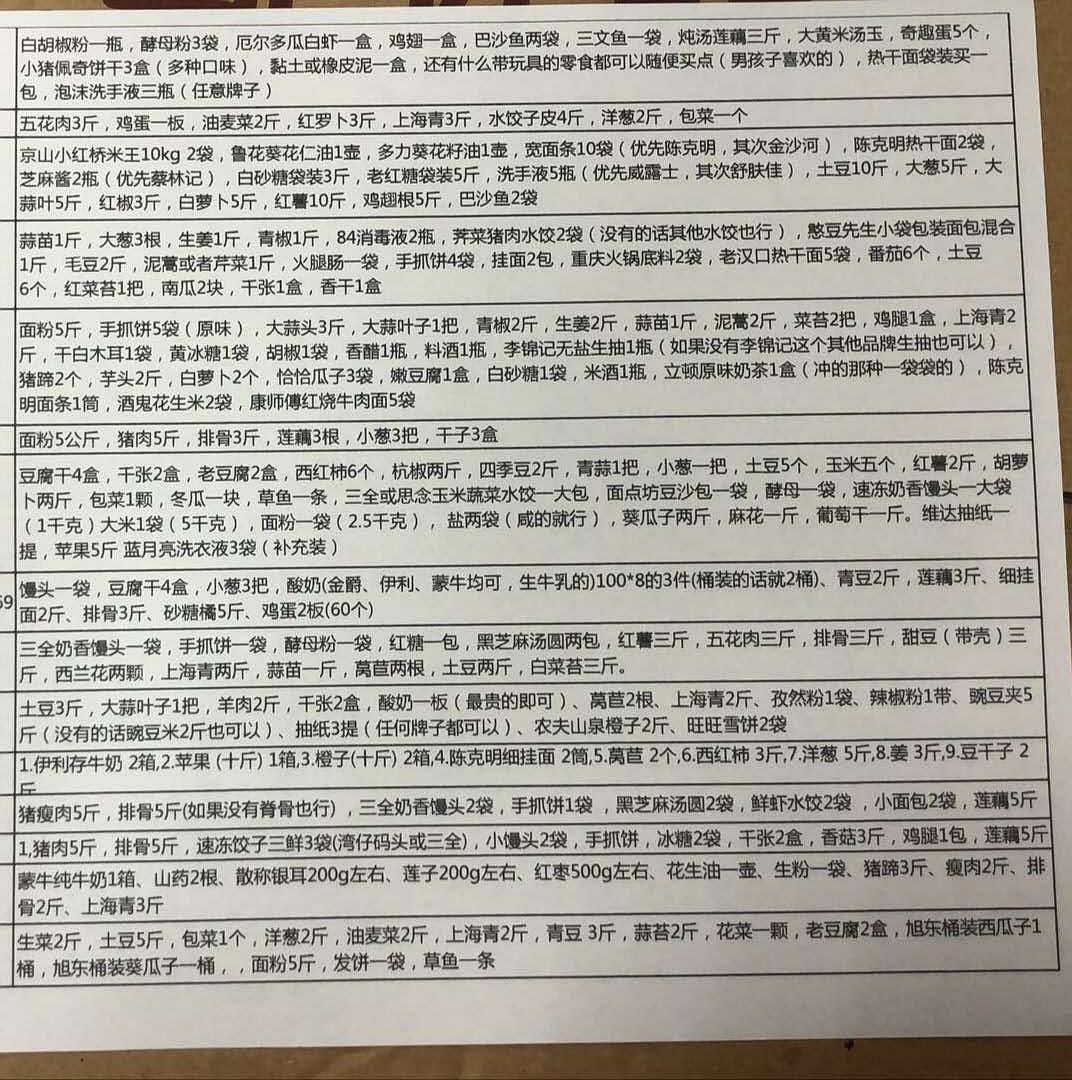 白胡椒粉一瓶，酵母粉3袋，厄尔多瓜白虾一盒，鸡翅一盒，巴沙鱼两袋，三文鱼一袋，炖汤莲藕三斤，大黄米汤玉，奇趣蛋5个，
小猪佩奇饼干3盒（多种口味），黏土或橡皮泥一盒，还有什么带玩具的零食都可以随便买点（男孩子喜欢的），热干面袋装买一
包，泡沫洗手液三瓶（任意牌子）
五花肉3斤，鸡蛋一板，油麦菜2斤，红罗卜3斤，上海青3斤，水饺子皮4斤，洋葱2斤，包菜一个
京山小红桥米王10kg 2袋，鲁花葵花仁油1壶，多力葵花籽油1壶，宽面条10袋（优先陈克明，其次金沙河），陈克明热干面2袋，
芝麻酱2瓶（优先蔡林记），白砂糖袋装3斤，老红糖袋装5斤，洗手液5瓶（优先威露士，其次舒肤佳），土豆10斤，大葱5斤，大
蒜叶5斤，红椒3斤，白萝卜5斤，红薯10斤，鸡翅根5斤，巴沙鱼2袋
蒜苗1斤，大葱3根，生姜1斤，青椒1斤，84消毒液2瓶，荠菜猪肉水饺2袋（没有的话其他水饺也行），憨豆先生小袋包装面包混合
1斤，毛豆2斤，泥蒿或者芹菜1斤，火腿肠一袋，手抓饼4袋，挂面2包，重庆火锅底料2袋，老汉口热干面5袋，番茄6个，土豆
6个，红菜苔1把，南瓜2块，千张1盒，香干1盒
面粉5斤，手抓饼5袋（原味），大蒜头3斤，大蒜叶子1把，青椒2斤，生姜2斤，蒜苗1斤，泥蒿2斤，菜苔2把，鸡腿1盒，上海青2
斤，干白木耳1袋，黄冰糖1袋，胡椒1袋，香醋1瓶，料酒1瓶，李锦记无盐生抽1瓶（如果没有李锦记这个其他品牌生抽也可以），
猪蹄2个，芋头2斤，白萝卜2个，恰恰瓜子3袋，嫩豆腐1盒，白砂糖1袋，米酒1瓶，立顿原味奶茶1盒（冲的那种一袋袋的），陈克
明面条1筒，酒鬼花生米2袋，康师傅红烧牛肉面5袋
面粉5公斤，猪肉5斤，排骨3斤，莲藕3根，小葱3把，干子3盒
豆腐干4盒，千张2盒，老豆腐2盒，西红柿6个，杭椒两斤，四季豆2斤，青蒜1把，小葱一把，土豆5个，玉米五个，红薯2斤，胡萝
卜两斤，包菜1颗，冬瓜一块，草鱼一条，三全或思念玉米蔬菜水饺一大包，面点坊豆沙包一袋，酵母一袋，速冻奶香馒头一大袋
（1千克）大米1袋（5千克），面粉一袋（2.5千克）， 盐两袋（咸的就行），葵瓜子两斤，麻花一斤，葡萄干一斤。维达抽纸一
提，苹果5斤 蓝月亮洗衣液3袋（补充装）
59
馒头一袋，豆腐干4盒，小葱3把，酸奶(金爵、伊利、蒙牛均可，生牛乳的)100*8的3件(桶装的话就2桶)、青豆2斤，莲藕3斤、细挂
面2斤、排骨3斤、砂糖橘5斤、鸡蛋2板(60个)
三全奶香馒头一袋，手抓饼一袋，酵母粉一袋，红糖一包，黑芝麻汤圆两包，红薯三斤，五花肉三斤，排骨三斤，甜豆（带壳）三
斤，西兰花两颗，上海青两斤，蒜苗一斤，莴苣两根，土豆两斤，白菜苔三斤。
土豆3斤，大蒜叶子1把，羊肉2斤，千张2盒，酸奶一板（最贵的即可）、莴苣2根、上海青2斤、孜然粉1袋、辣椒粉1带、豌豆夹5
斤（没有的话豌豆米2斤也可以）、抽纸3提（任何牌子都可以）、农夫山泉橙子2斤、旺旺雪饼2袋
1.伊利存牛奶 2箱,2.苹果 (十斤) 1箱,3.橙子(十斤) 2箱,4.陈克明细挂面 2筒,5.莴苣 2个,6.西红柿 3斤,7.洋葱 5斤,8.姜 3斤,9.豆干子 2
斤
猪瘦肉5斤，排骨5斤(如果没有脊骨也行)，三全奶香馒头2袋，手抓饼1袋 ，黑芝麻汤圆2袋，鲜虾水饺2袋 ，小面包2袋，莲藕5斤
1,猪肉5斤，排骨5斤，速冻饺子三鲜3袋(湾仔码头或三全)，小馒头2袋，手抓饼，冰糖2袋，干张2盒，香菇3斤，鸡腿1包，莲藕5斤
蒙牛纯牛奶1箱、山药2根、散称银耳200g左右、莲子200g左右、红枣500g左右、花生油一壶、生粉一袋、猪蹄3斤、瘦肉2斤、排
骨2斤、上海青3斤
生菜2斤，土豆5斤，包菜1个，洋葱2斤，油麦菜2斤，上海青2斤，青豆 3斤，蒜苔2斤，花菜一颗，老豆腐2盒，旭东桶装西瓜子1
桶，旭东桶装葵瓜子一桶，，面粉5斤，发饼一袋，草鱼一条